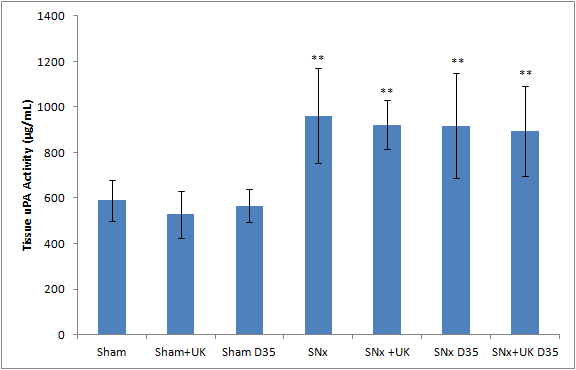 1400
1200
1000
800
600
400
200
0
Tissue uPA Activity (µg/mL)
** ** ** **
Sham Sham+UK Sham D35 SNx SNx +UK SNx D35 SNx+UK D35